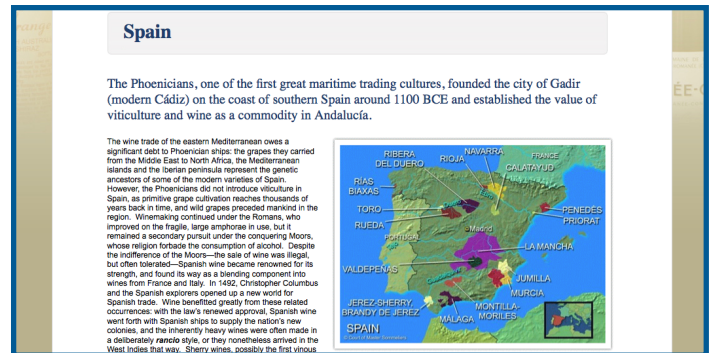 Spain
The Phoenicians, one of the first great maritime trading cultures, founded the city of Gadir
(modern Cádiz) on the coast of southern Spain around 1100 BCE and established the value of
viticulture and wine as a commodity in Andalucía.
The wine trade of the eastern Mediterranean owes a
significant debt to Phoenician ships: the grapes they carried
from the Middle East to North Africa, the Mediterranean
islands and the Iberian peninsula represent the genetic
ancestors of some of the modern varieties of Spain.
However, the Phoenicians did not introduce viticulture in
Spain, as primitive grape cultivation reaches thousands of
years back in time, and wild grapes preceded mankind in the
region. Winemaking continued under the Romans, who
improved on the fragile, large amphorae in use, but it
remained a secondary pursuit under the conquering Moors,
whose religion forbade the consumption of alcohol. Despite
the indifference of the Moors—the sale of wine was illegal,
but often tolerated—Spanish wine became renowned for its
strength, and found its way as a blending component into
wines from France and Italy. In 1492, Christopher Columbus
and the Spanish explorers opened up a new world for
Spanish trade. Wine benefitted greatly from these related
occurrences: with the law's renewed approval, Spanish wine
went forth with Spanish ships to supply the nation's new
colonies, and the inherently heavy wines were often made in
a deliberately rancio style, or they nonetheless arrived in the
West Indies that way. Sherry wines, possibly the first vinous
RIBERA
DEL DUERO
RIOJA
NAVARRA
FRANCE
CALATAYUD
RÍAS
BIAXAS
TORO
RUEDA
PORTUGAL
Madrid
PENEDÈS
PRIORAT
LA MANCHA
VALDEPEÑAS
JUMILLA
MURCIA
JEREZ-SHERRY,
BRANDY DE JEREZ
MÁLAGA
MONTILLA-
MORILES
SPAIN
© Court of Master Sommeliers